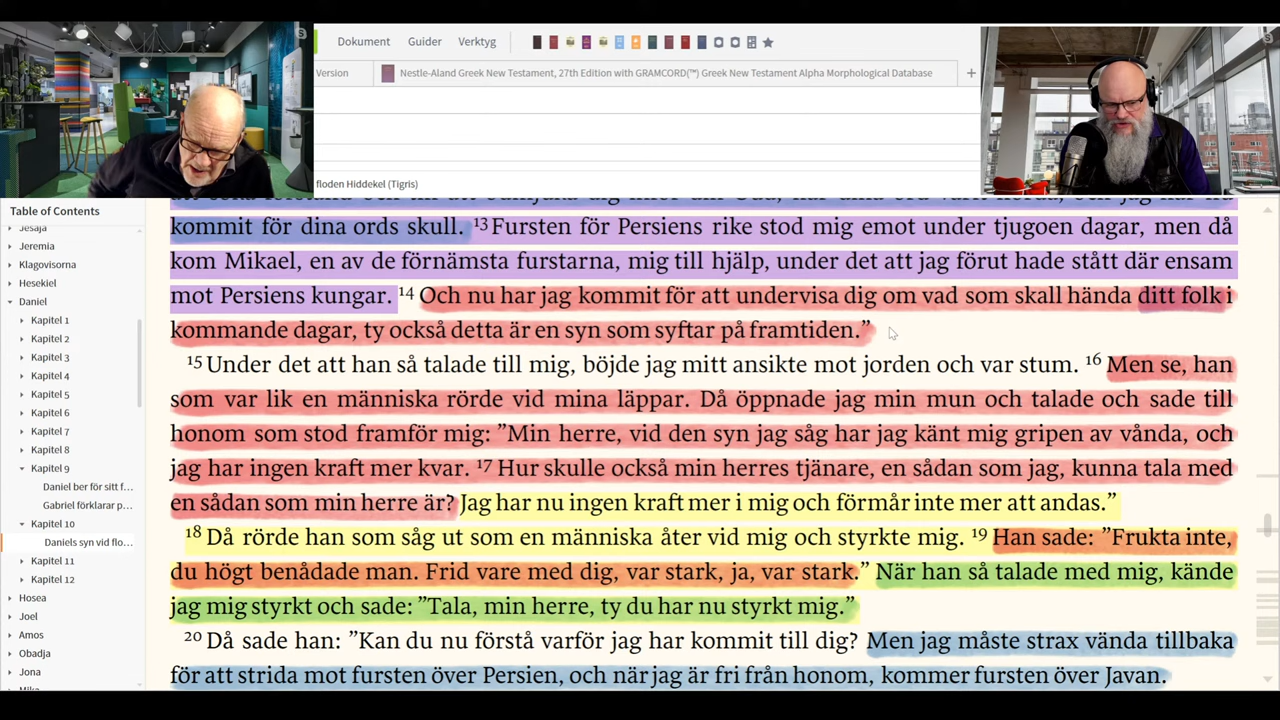 Dokument Guider Verktyg
Version Nestle-Aland Greek New Testament, 27th Edition with GRAMCORD(™) Greek New Testament Alpha Morphological Database
floden Hiddekel (Tigris)
Table of Contents
Jesaja
Jeremia
Klagovisorna
Hesekiel
Daniel
Kapitel 1
Kapitel 2
Kapitel 3
Kapitel 4
Kapitel 5
Kapitel 6
Kapitel 7
Kapitel 8
Kapitel 9
Daniel ber för sitt f...
Gabriel förklarar p...
Kapitel 10
Daniels syn vid flo...
Kapitel 11
Kapitel 12
Hosea
Joel
Amos
Obadja
Jona
kommit för dina ords skull. 13 Fursten för Persiens rike stod mig emot under tjugoen dagar, men då
kom Mikael, en av de förnämsta furstarna, mig till hjälp, under det att jag förut hade stått där ensam
mot Persiens kungar. 14 Och nu har jag kommit för att undervisa dig om vad som skall hända ditt folk i
kommande dagar, ty också detta är en syn som syftar på framtiden.”
15 Under det att han så talade till mig, böjde jag mitt ansikte mot jorden och var stum. 16 Men se, han
som var lik en människa rörde vid mina läppar. Då öppnade jag min mun och talade och sade till
honom som stod framför mig: ”Min herre, vid den syn jag såg har jag känt mig gripen av vånda, och
jag har ingen kraft mer kvar. 17 Hur skulle också min herres tjänare, en sådan som jag, kunna tala med
en sådan som min herre är? Jag har nu ingen kraft mer i mig och förmår inte mer att andas.”
18 Då rörde han som såg ut som en människa åter vid mig och styrkte mig. 19 Han sade: ”Frukta inte,
du högt benådade man. Frid vare med dig, var stark, ja, var stark.” När han så talade med mig, kände
jag mig styrkt och sade: ”Tala, min herre, ty du har nu styrkt mig.”
20 Då sade han: ”Kan du nu förstå varför jag har kommit till dig? Men jag måste strax vända tillbaka
för att strida mot fursten över Persien, och när jag är fri från honom, kommer fursten över Javan.